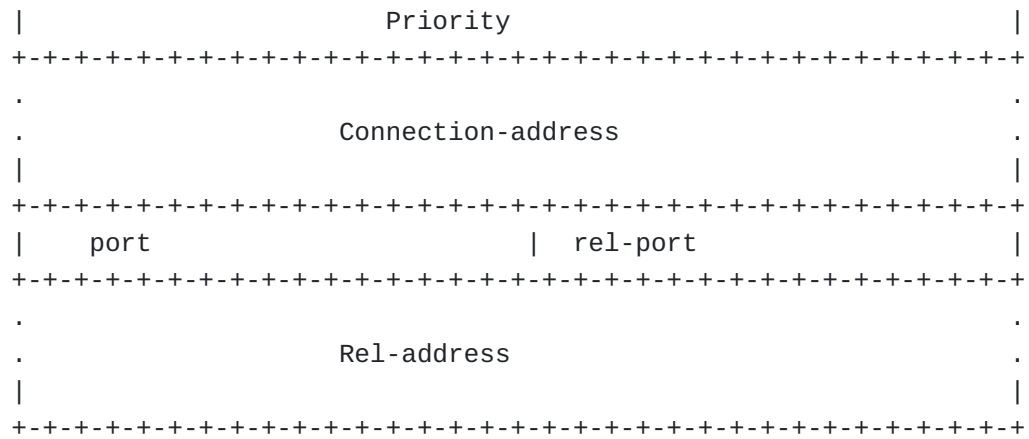 |                       Priority                                |
+-+-+-+-+-+-+-+-+-+-+-+-+-+-+-+-+-+-+-+-+-+-+-+-+-+-+-+-+-+-+-+-+
.                                                               .
.                    Connection-address                         .
|                                                               |
+-+-+-+-+-+-+-+-+-+-+-+-+-+-+-+-+-+-+-+-+-+-+-+-+-+-+-+-+-+-+-+-+
|    port                        |  rel-port                    |
+-+-+-+-+-+-+-+-+-+-+-+-+-+-+-+-+-+-+-+-+-+-+-+-+-+-+-+-+-+-+-+-+
.                                                               .
.                    Rel-address                                .
|                                                               |
+-+-+-+-+-+-+-+-+-+-+-+-+-+-+-+-+-+-+-+-+-+-+-+-+-+-+-+-+-+-+-+-+